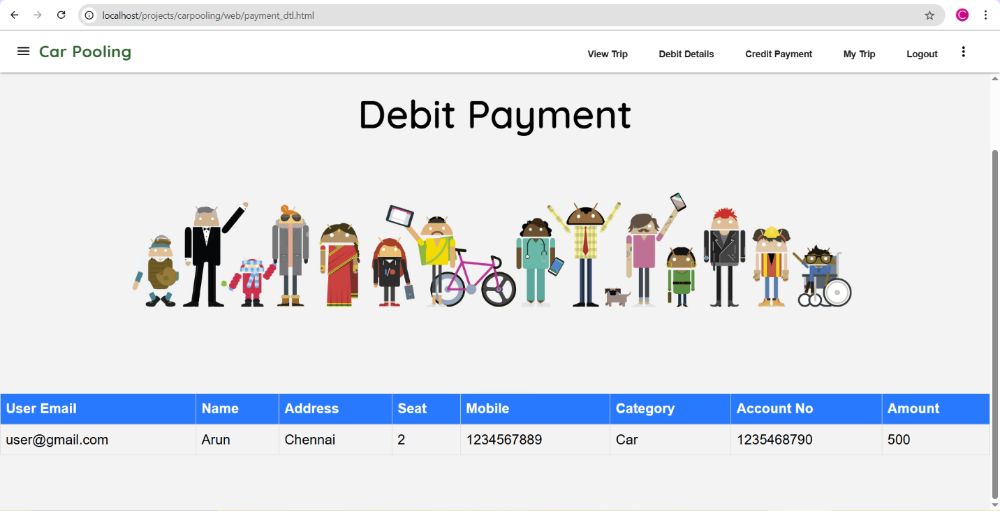 localhost/projects/carpooling/web/payment_dtl.html
C
Car Pooling View Trip Debit Details Credit Payment My Trip Logout
Debit Payment
User Email Name Address Seat Mobile Category Account No Amount
user@gmail.com Arun Chennai 2 1234567889 Car 1235468790 500